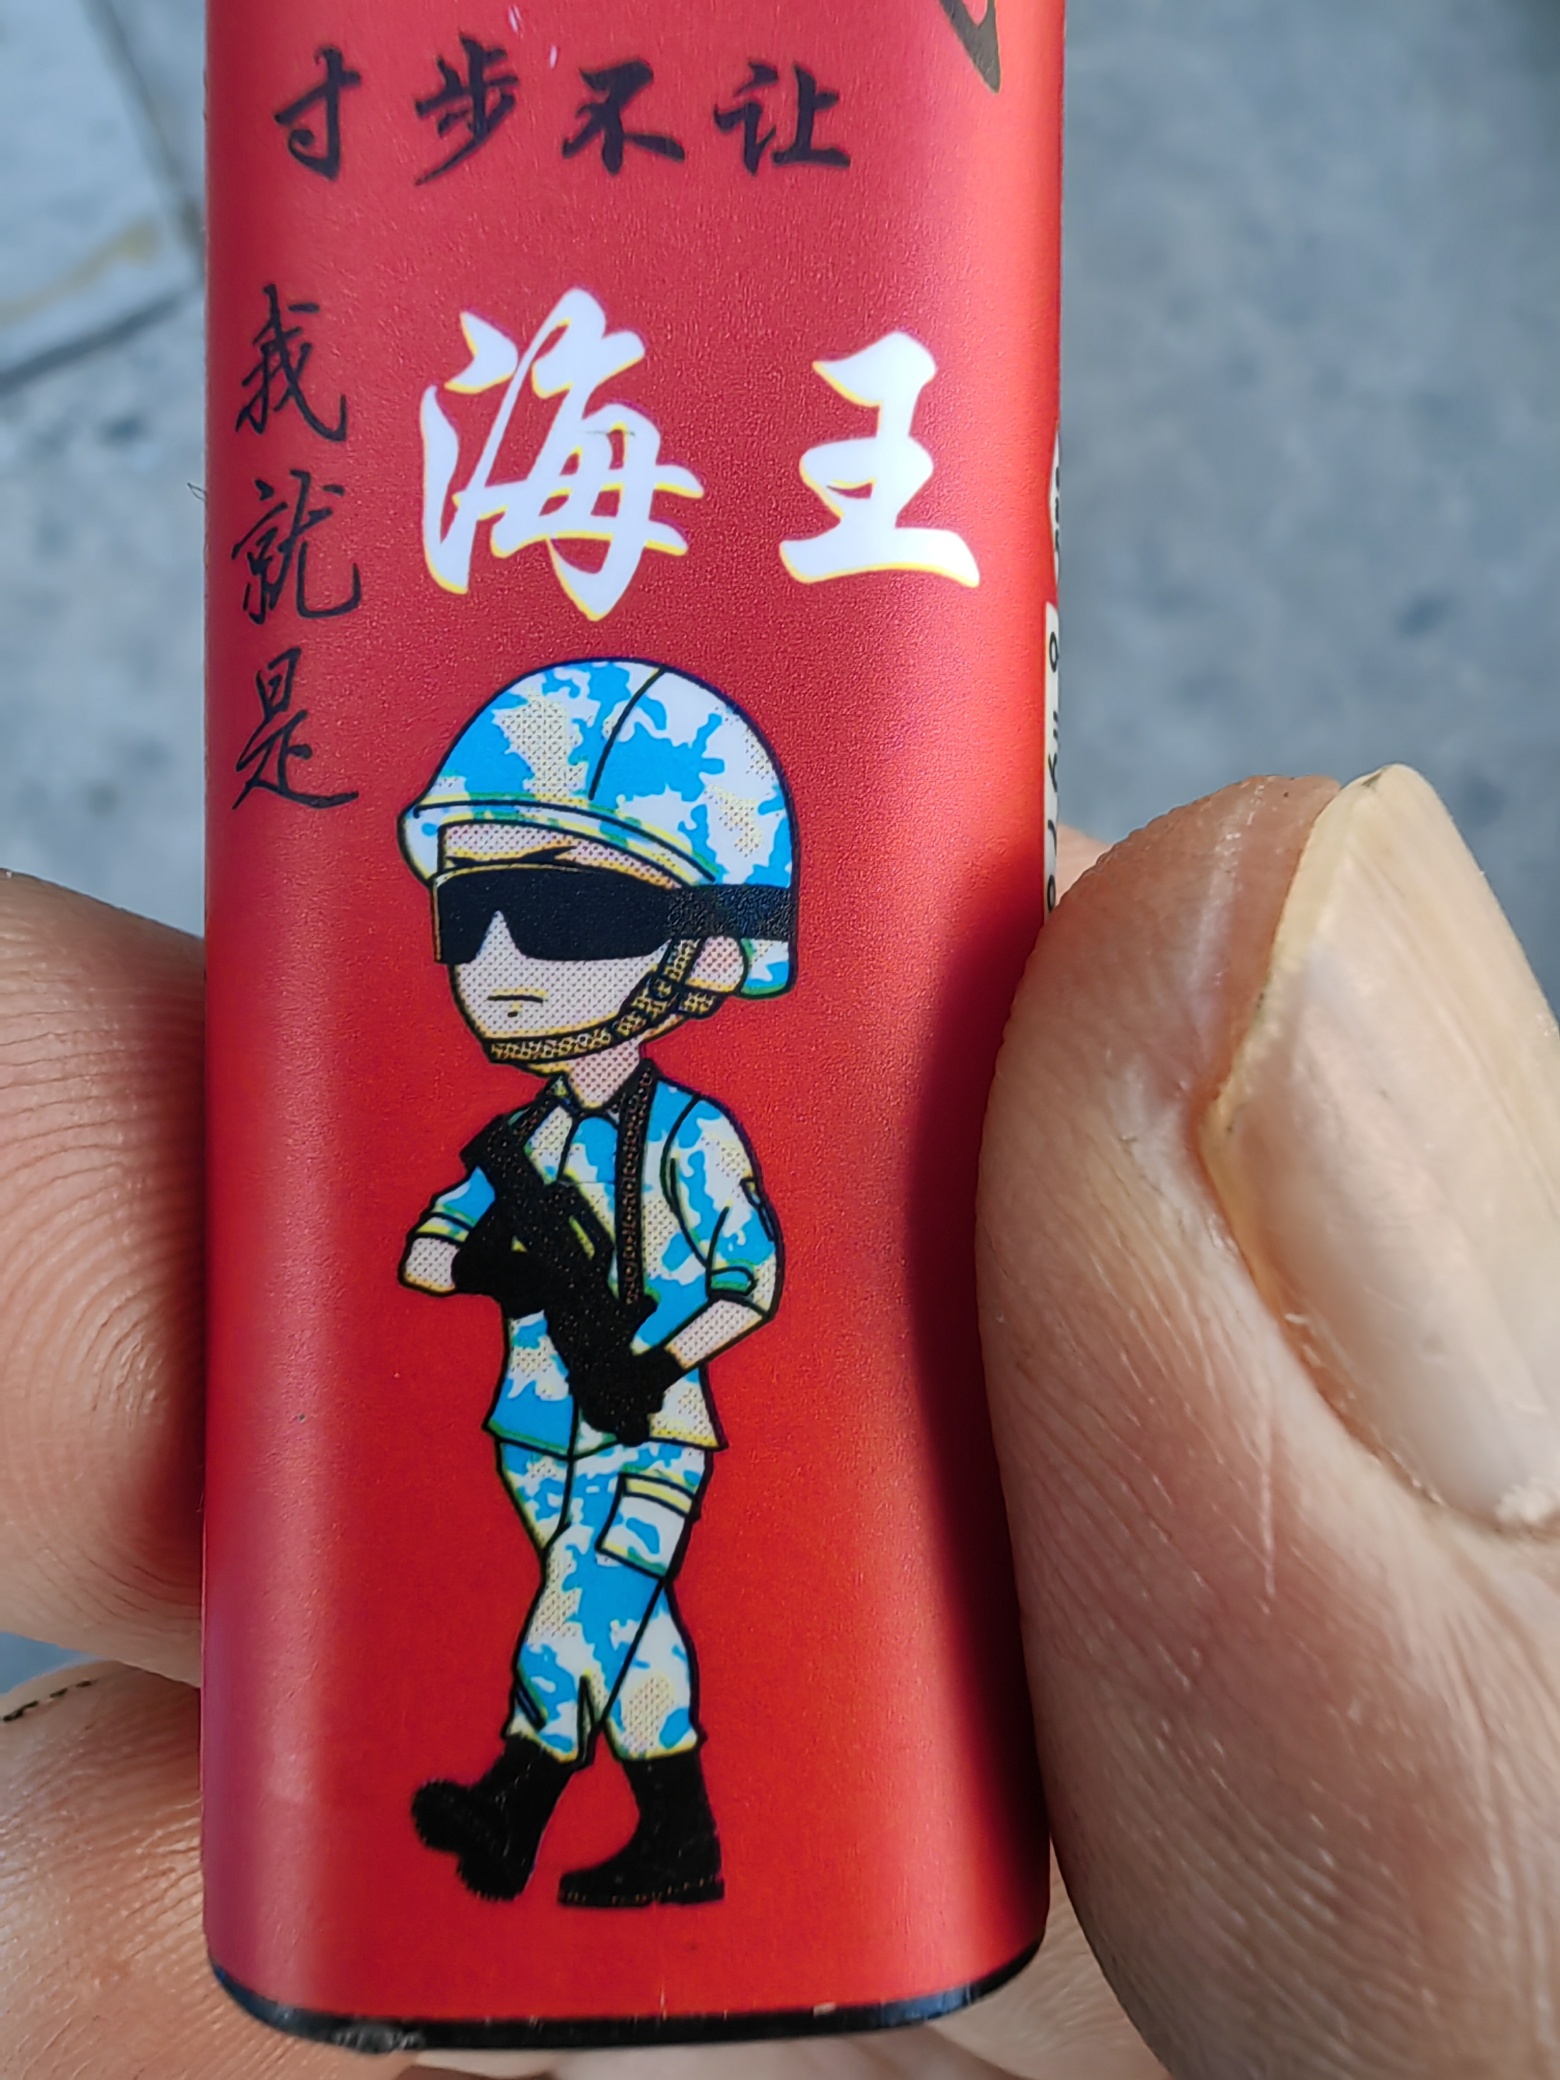 寸步不让
我就是
海王